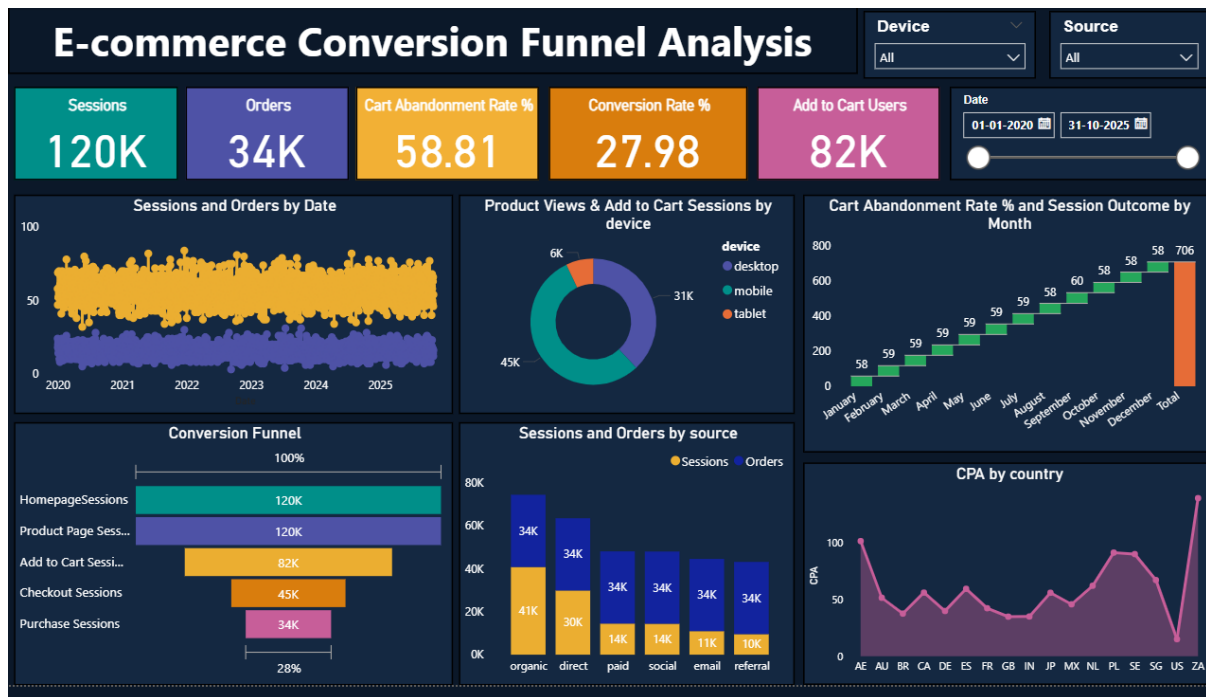 E-commerce Conversion Funnel Analysis
Device
All
Source
All
Sessions
120K
Orders
34K
Cart Abandonment Rate %
58.81
Conversion Rate %
27.98
Add to Cart Users
82K
Date
01-01-2020
31-10-2025
Sessions and Orders by Date
100
50
0
2020 2021 2022 2023 2024 2025
Product Views & Add to Cart Sessions by
device
device
desktop
mobile
tablet
6K
31K
45K
Cart Abandonment Rate % and Session Outcome by
Month
800
600
400
200
0
58 59 59 59 59 59 59 58 60 58 58 58 706
January February March April May June July August September October November December Total
Conversion Funnel
100%
HomepageSessions 120K
Product Page Sess... 120K
Add to Cart Sessi... 82K
Checkout Sessions 45K
Purchase Sessions 34K
28%
Sessions and Orders by source
Sessions Orders
80K
60K
40K
20K
0K
34K 34K 34K 34K 34K 34K
41K 30K 14K 14K 11K 10K
organic direct paid social email referral
CPA by country
CPA
100
50
0
AE AU BR CA DE ES FR GB IN JP MX NL PL SE SG US ZA